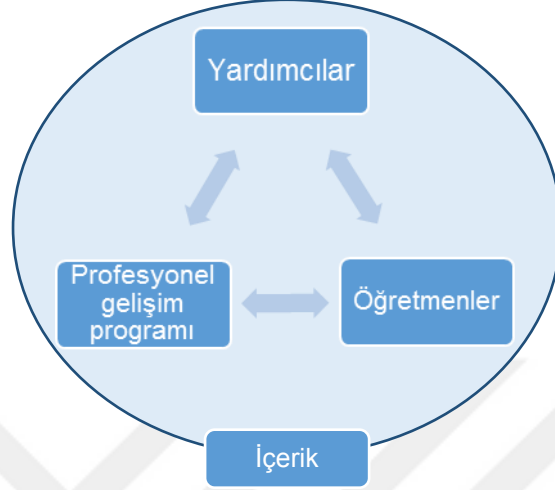 Yardımcılar
Profesyonel
gelişim
programı
Öğretmenler
İçerik